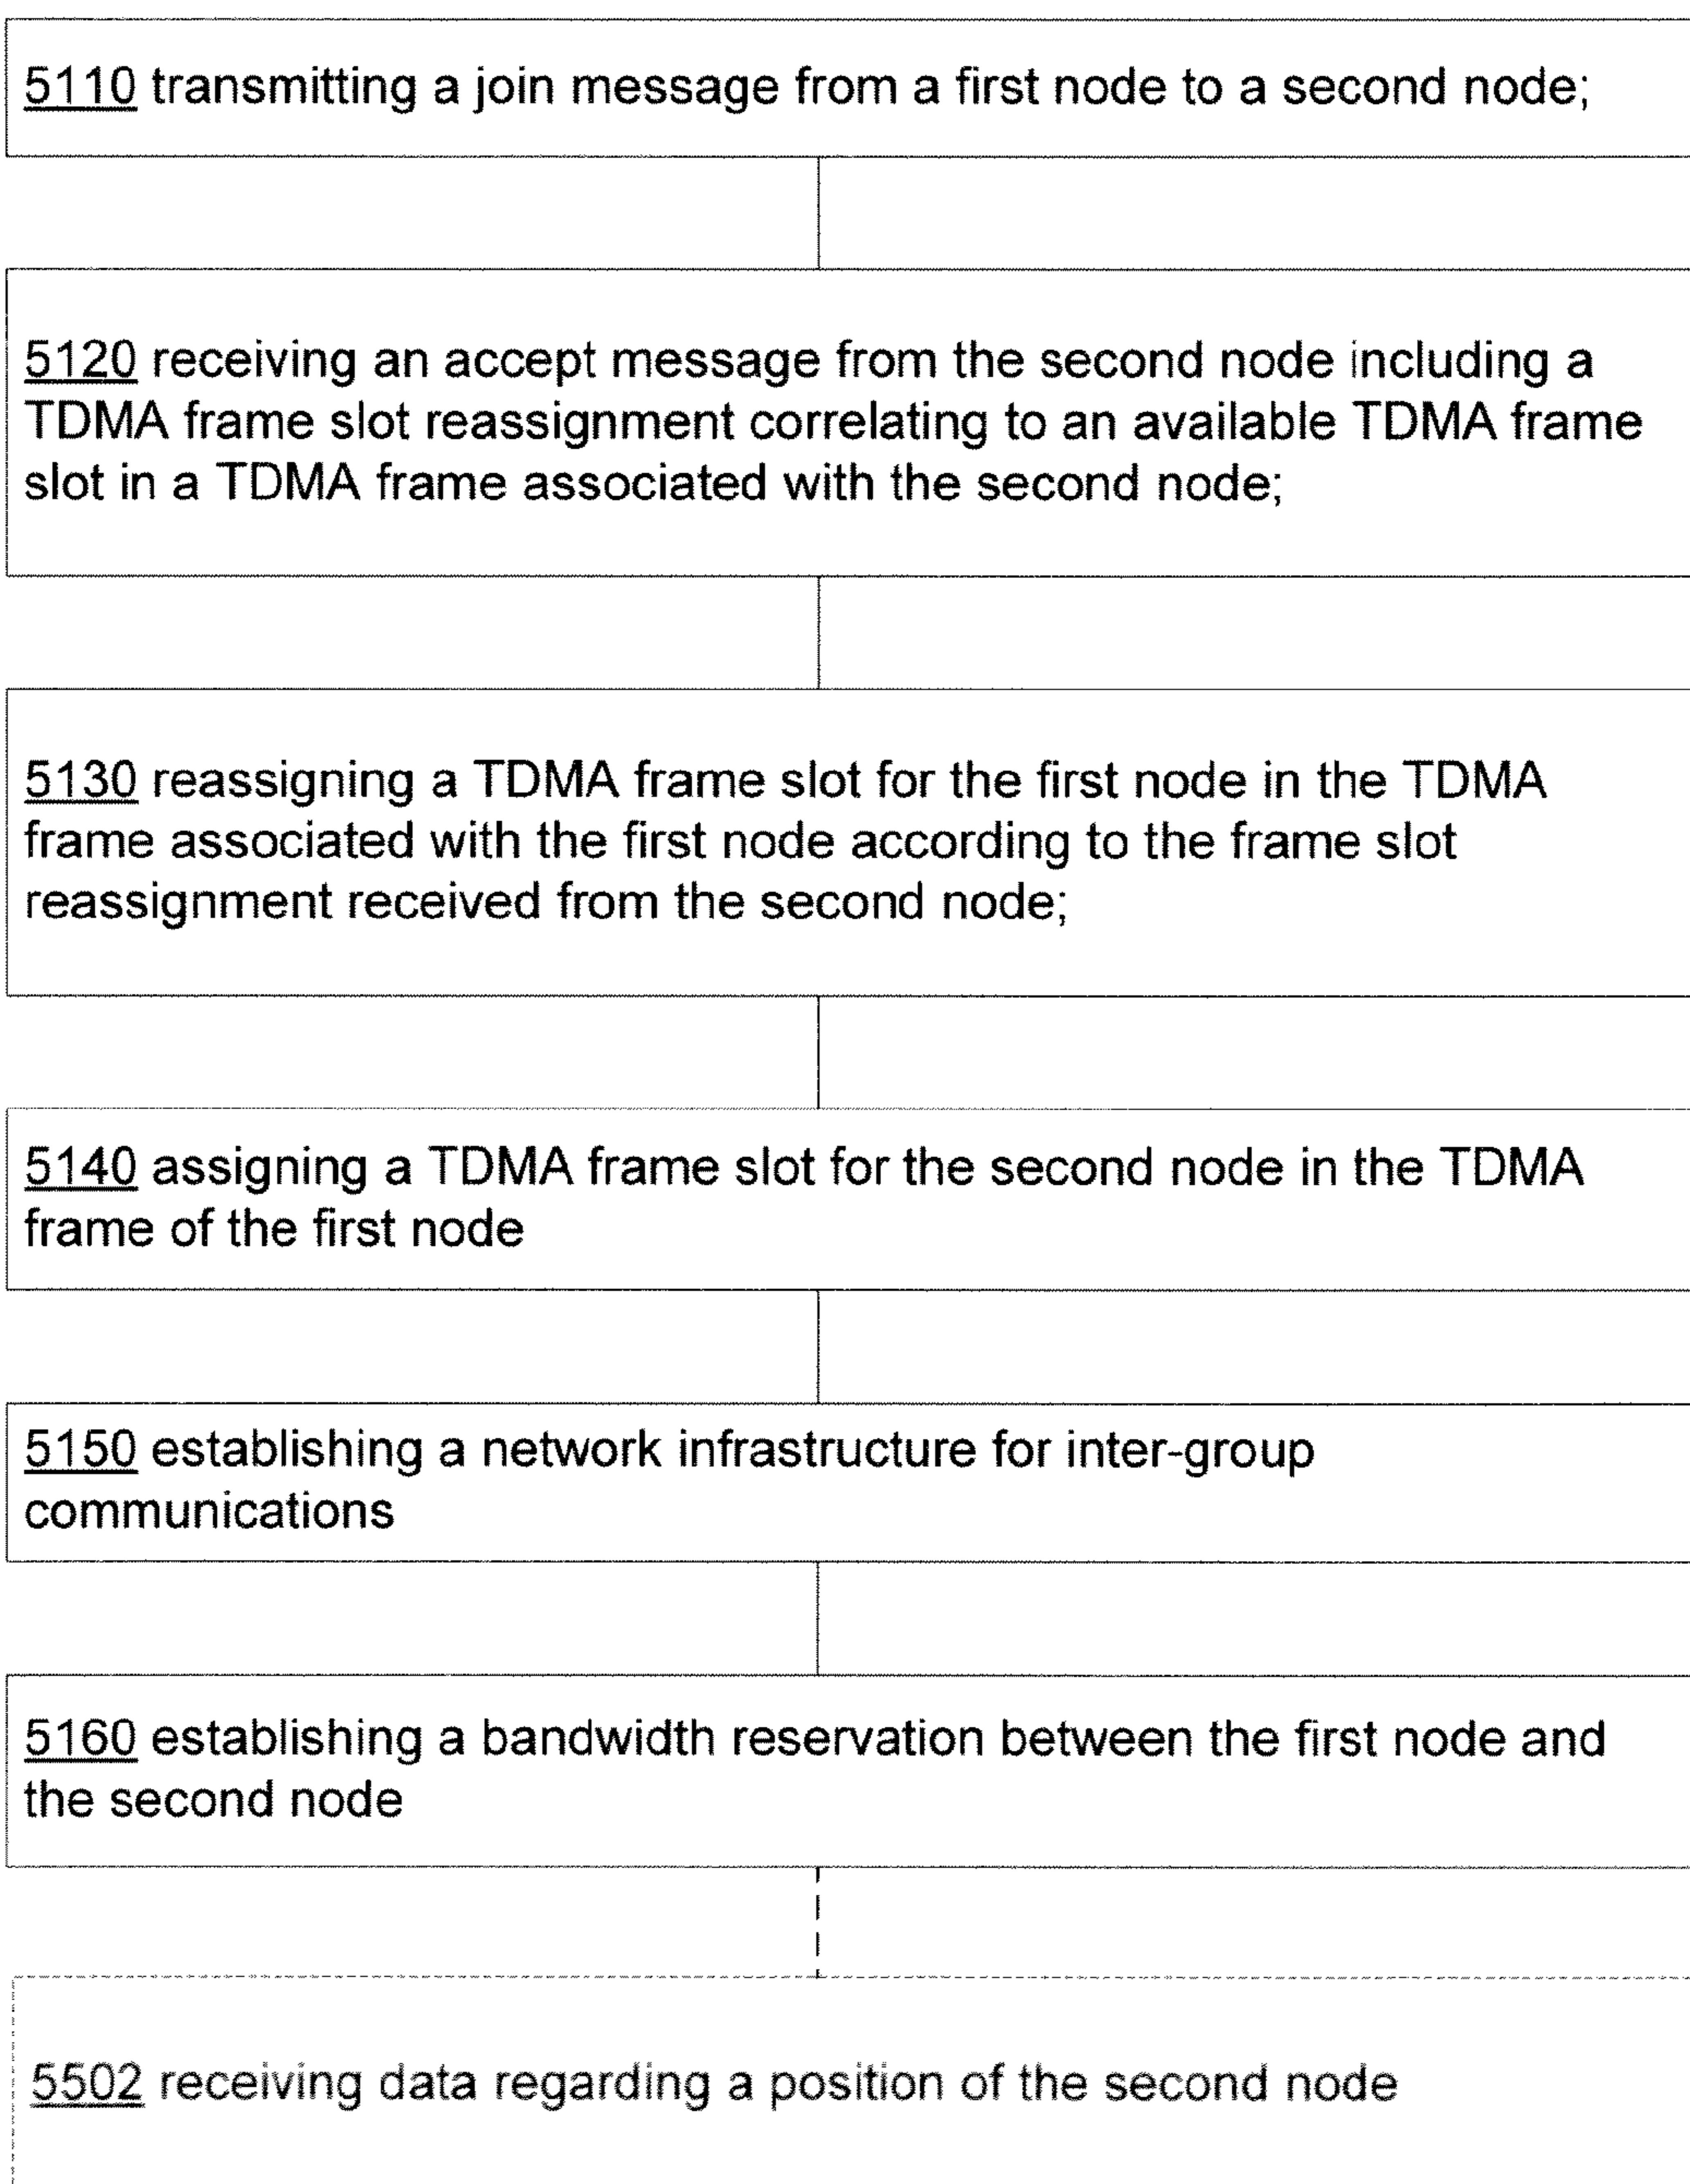 5110 transmitting a join message from a first node to a second node;
5120 receiving an accept message from the second node including a
TDMA frame slot reassignment correlating to an available TDMA frame
slot in a TDMA frame associated with the second node;
5130 reassigning a TDMA frame slot for the first node in the TDMA
frame associated with the first node according to the frame slot
reassignment received from the second node;
5140 assigning a TDMA frame slot for the second node in the TDMA
frame of the first node
5150 establishing a network infrastructure for inter-group
communications
5160 establishing a bandwidth reservation between the first node and
the second node
5502 receiving data regarding a position of the second node